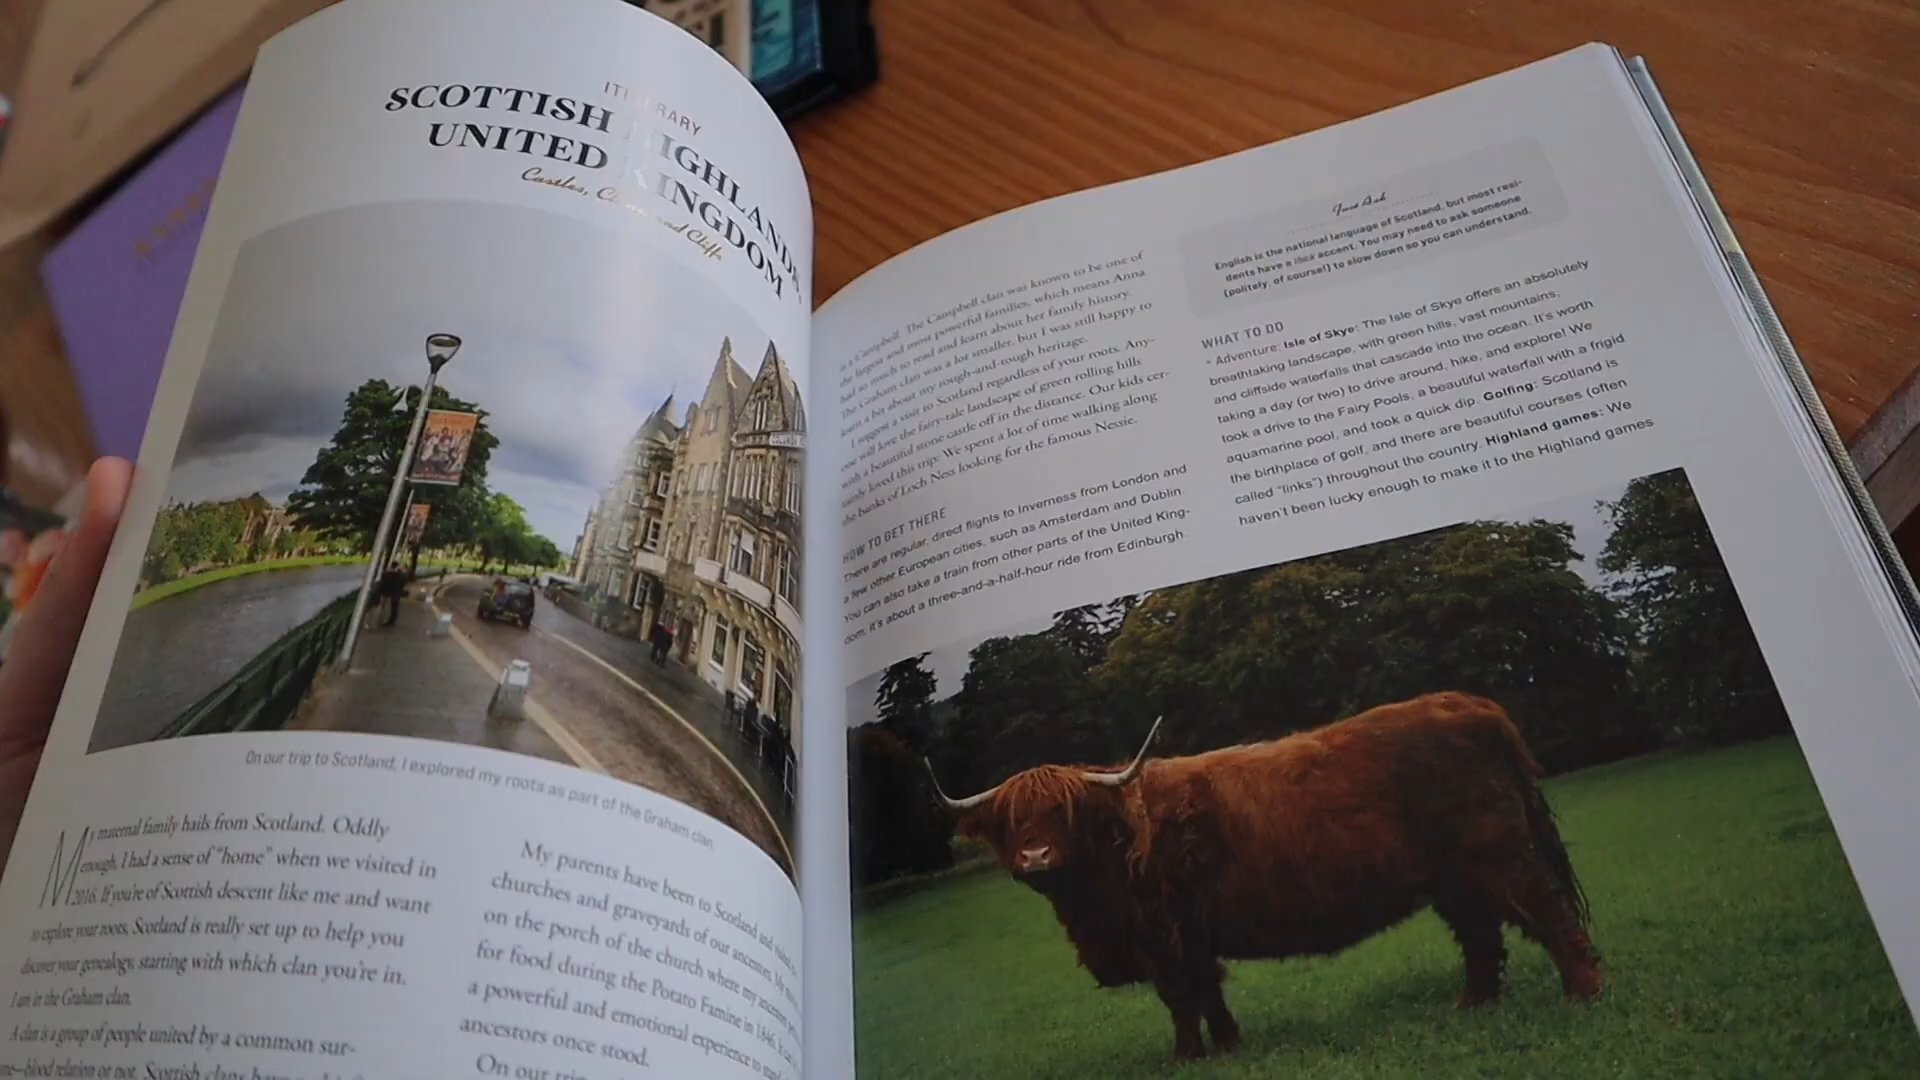 ITINERARY
SCOTTISH HIGHLANDS,
UNITED KINGDOM
Castles, Clans, and Cliffs
On our trip to Scotland, I explored my roots as part of the Graham clan.
My maternal family hails from Scotland. Oddly
enough, I had a sense of "home" when we visited in
2016. If you're of Scottish descent like me and want
to explore your roots, Scotland is really set up to help you
discover your genealogy, starting with which clan you're in.
I am in the Graham clan.
A clan is a group of people united by a common sur-
blood relation or not. Scottish clans
My parents have been to Scotland and visited
churches and graveyards of our ancestors.
on the porch of the church where my ancestors
for food during the Potato Famine in 1846.
a powerful and emotional experience to
ancestors once stood.
On our
is a Campbell. The Campbell clan was known to be one of
the largest and most powerful families, which means Anna
had so much to read and learn about her family history.
The Graham clan was a lot smaller, but I was still happy to
learn a bit about my rough-and-tough heritage.
I suggest a visit to Scotland regardless of your roots. Any-
one will love the fairy-tale landscape of green rolling hills
with a beautiful stone castle off in the distance. Our kids cer-
tainly loved this trip: We spent a lot of time walking along
the banks of Loch Ness looking for the famous Nessie.
HOW TO GET THERE
There are regular, direct flights to Inverness from London and
a few other European cities, such as Amsterdam and Dublin.
You can also take a train from other parts of the United King-
dom; it's about a three-and-a-half-hour ride from Edinburgh.
Just Ask
English is the national language of Scotland, but most resi-
dents have a thick accent. You may need to ask someone
(politely, of course!) to slow down so you can understand.
WHAT TO DO
• Adventure: Isle of Skye: The Isle of Skye offers an absolutely
breathtaking landscape, with green hills, vast mountains,
and cliffside waterfalls that cascade into the ocean. It's worth
taking a day (or two) to drive around, hike, and explore! We
took a drive to the Fairy Pools, a beautiful waterfall with a frigid
aquamarine pool, and took a quick dip. Golfing: Scotland is
the birthplace of golf, and there are beautiful courses (often
called "links") throughout the country. Highland games: We
haven't been lucky enough to make it to the Highland games